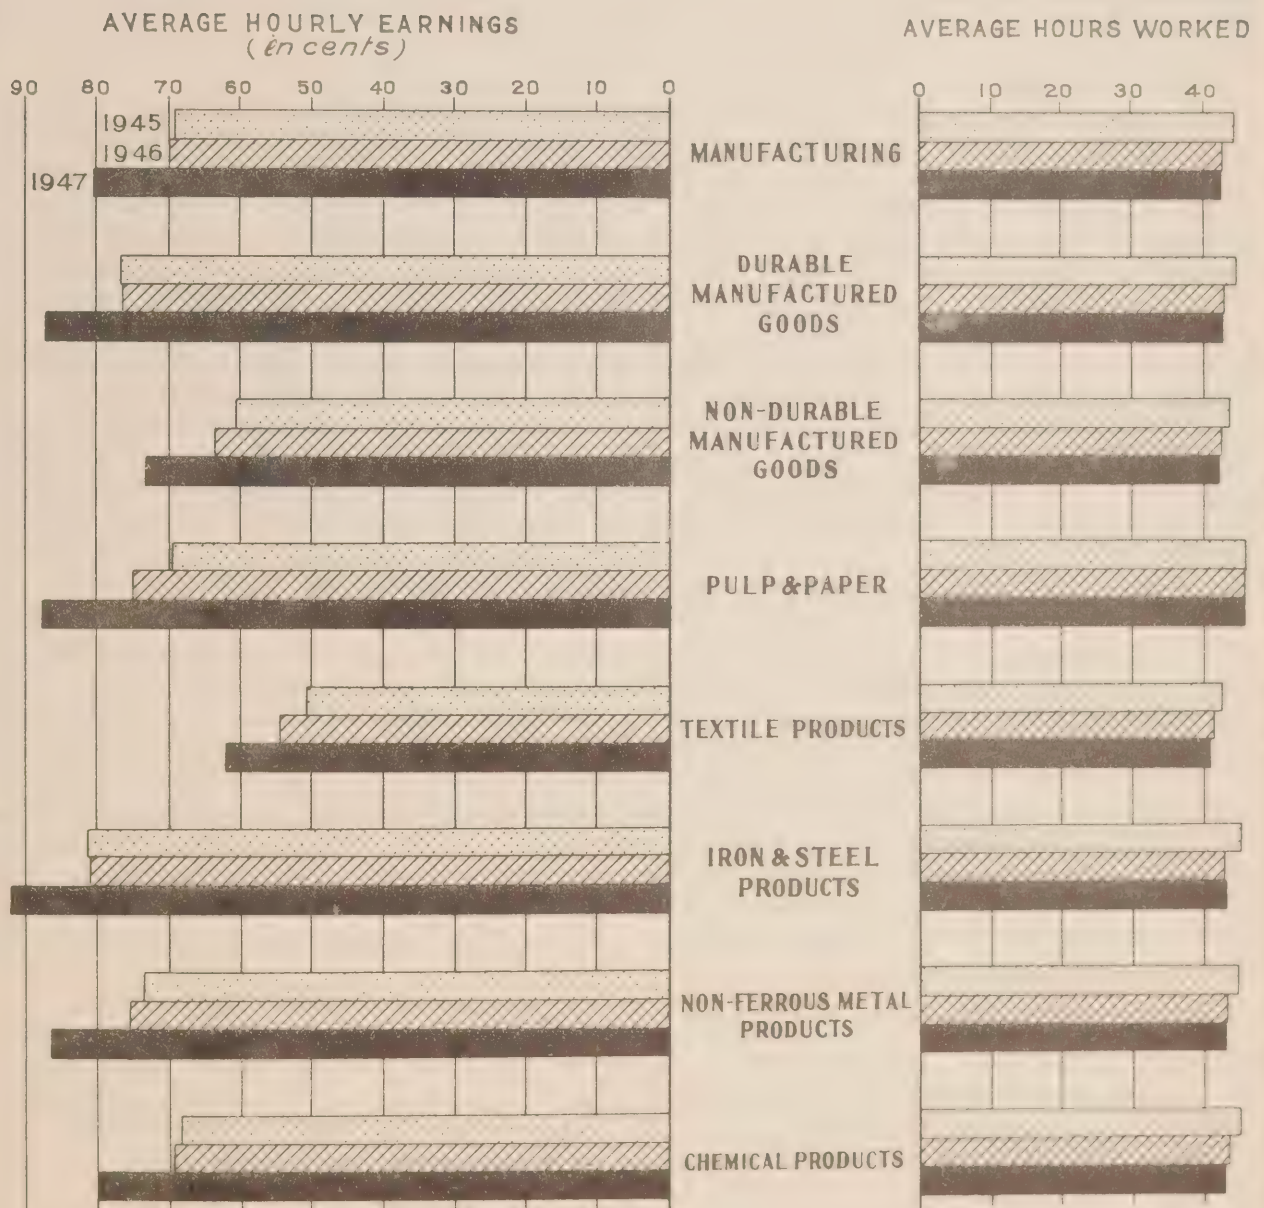 AVERAGE HOURLY EARNINGS
(in cents)
90 80 70 60 50 40 30 20 10 0
1945
1946
1947
AVERAGE HOURS WORKED
0 10 20 30 40
MANUFACTURING
DURABLE
MANUFACTURED
GOODS
NON-DURABLE
MANUFACTURED
GOODS
PULP & PAPER
TEXTILE PRODUCTS
IRON & STEEL
PRODUCTS
NON-FERROUS METAL
PRODUCTS
CHEMICAL PRODUCTS